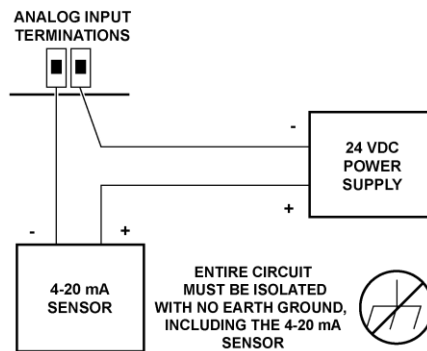 ANALOG INPUT
TERMINATIONS
-
24 VDC
POWER
SUPPLY
+
- +
4-20 mA
SENSOR
ENTIRE CIRCUIT
MUST BE ISOLATED
WITH NO EARTH GROUND,
INCLUDING THE 4-20 mA
SENSOR